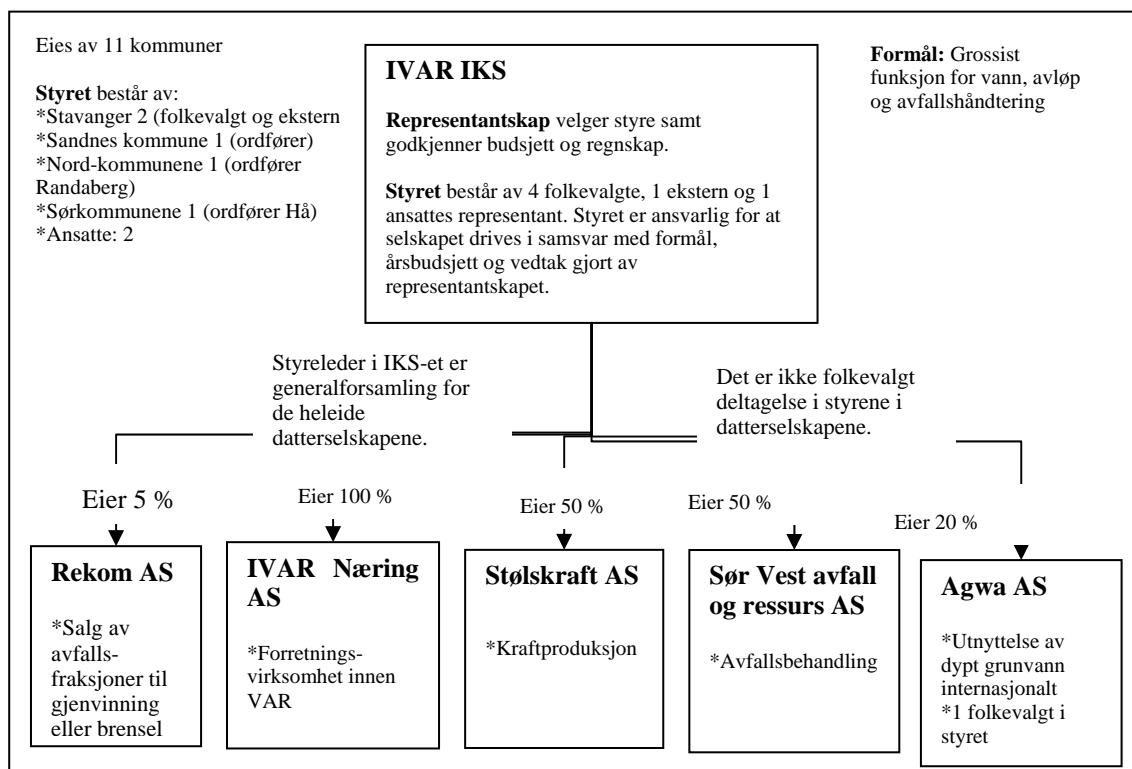 Eies av 11 kommuner
Styret består av:
*Stavanger 2 (folkevalgt og ekstern
*Sandnes kommune 1 (ordfører)
*Nord-kommunene 1 (ordfører
Randaberg)
*Sørkommunene 1 (ordfører Hå)
*Ansatte: 2
IVAR IKS
Representantskap velger styre samt
godkjenner budsjett og regnskap.
Styret består av 4 folkevalgte, 1 ekstern og 1
ansattes representant. Styret er ansvarlig for at
selskapet drives i samsvar med formål,
årsbudsjett og vedtak gjort av
representantskapet.
Formål: Grossist
funksjon for vann, avløp
og avfallshåndtering
Styreleder i IKS-et er
generalforsamling for
de heleide
datterselskapene.
Det er ikke folkevalgt
deltagelse i styrene i
datterselskapene.
Eier 5 %
Rekom AS
*Salg av
avfalls-
fraksjoner til
gjenvinning
eller brensel
Eier 100 %
IVAR Næring
AS
*Forretnings-
virksomhet innen
VAR
Eier 50 %
Stølskraft AS
*Kraftproduksjon
Eier 50 %
Sør Vest avfall
og ressurs AS
*Avfallsbehandling
Eier 20 %
Agwa AS
*Utnyttelse av
dypt grunvann
internasjonalt
*1 folkevalgt i
styret